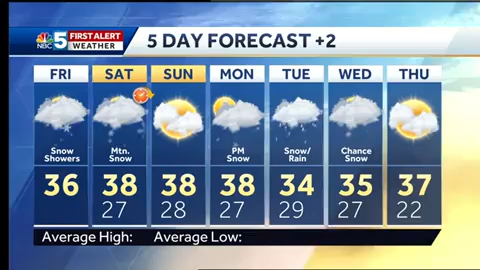 NBC 5 FIRST ALERT WEATHER
5 DAY FORECAST +2
FRI SAT SUN MON TUE WED THU
Snow Showers
Mtn. Snow
PM Snow
Snow/ Rain
Chance Snow
36 38 38 38 34 35 37
27 28 27 29 27 22
Average High: Average Low: